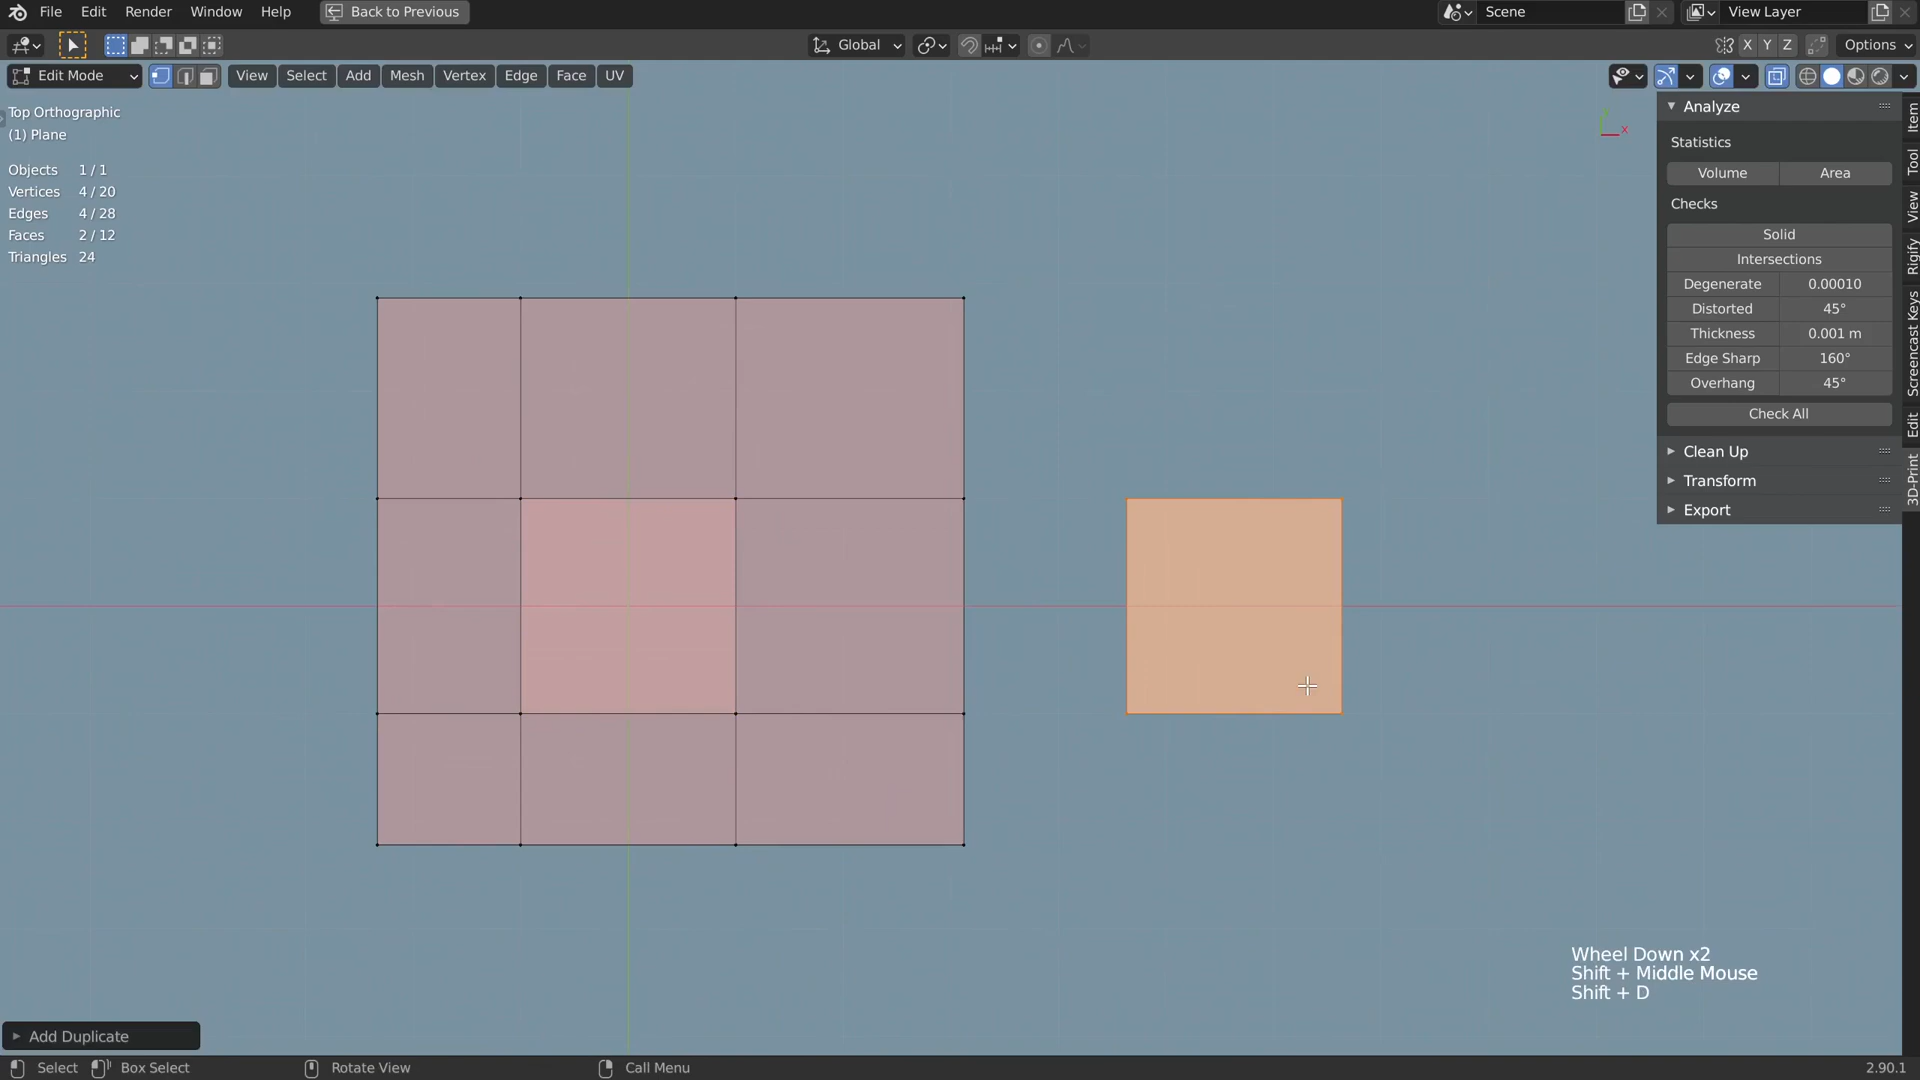 File Edit Render Window Help Back to Previous Scene View Layer
Global X Y Z Options
Edit Mode View Select Add Mesh Vertex Edge Face UV
Top Orthographic
(1) Plane
Objects 1 / 1
Vertices 4 / 20
Edges 4 / 28
Faces 2 / 12
Triangles 24
x
Analyze
Statistics
Volume Area
Checks
Solid
Intersections
Degenerate 0.00010
Distorted 45°
Thickness 0.001 m
Edge Sharp 160°
Overhang 45°
Check All
Clean Up
Transform
Export
Item
Tool
View
Rigify
Screencast Keys
Edit
3D-Print
Wheel Down x2
Shift + Middle Mouse
Shift + D
Add Duplicate
Select Box Select Rotate View Call Menu 2.90.1